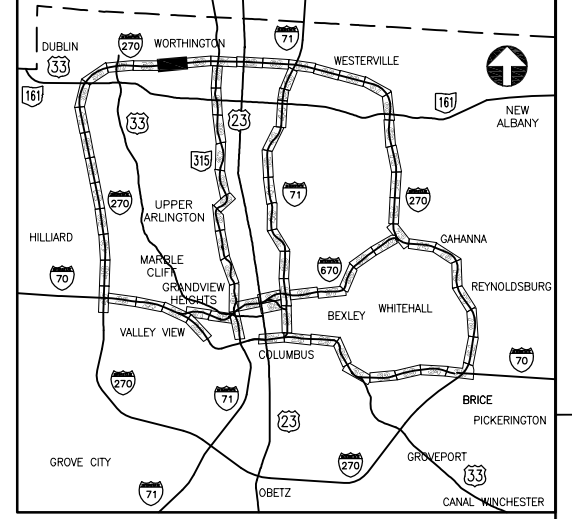 DUBLIN
270
WORTHINGTON
71
33
WESTERVILLE
161
161
33
23
NEW
ALBANY
315
270
71
270
UPPER
ARLINGTON
HILLIARD
GAHANNA
70
MARBLE
CLIFF
670
GRANDVIEW
HEIGHTS
REYNOLDSBURG
WHITEHALL
BEXLEY
VALLEY VIEW
COLUMBUS
70
270
71
BRICE
23
PICKERINGTON
GROVE CITY
270
GROVEPORT
33
71
OBETZ
CANAL WINCHESTER